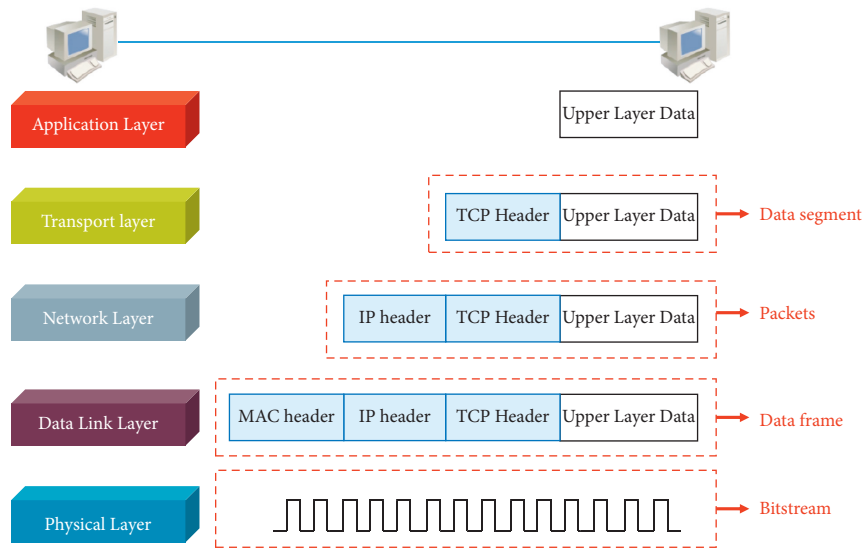 Application Layer
Upper Layer Data
Transport layer
TCP Header
Upper Layer Data
Data segment
Network Layer
IP header
TCP Header
Upper Layer Data
Packets
Data Link Layer
MAC header
IP header
TCP Header
Upper Layer Data
Data frame
Physical Layer
Bitstream